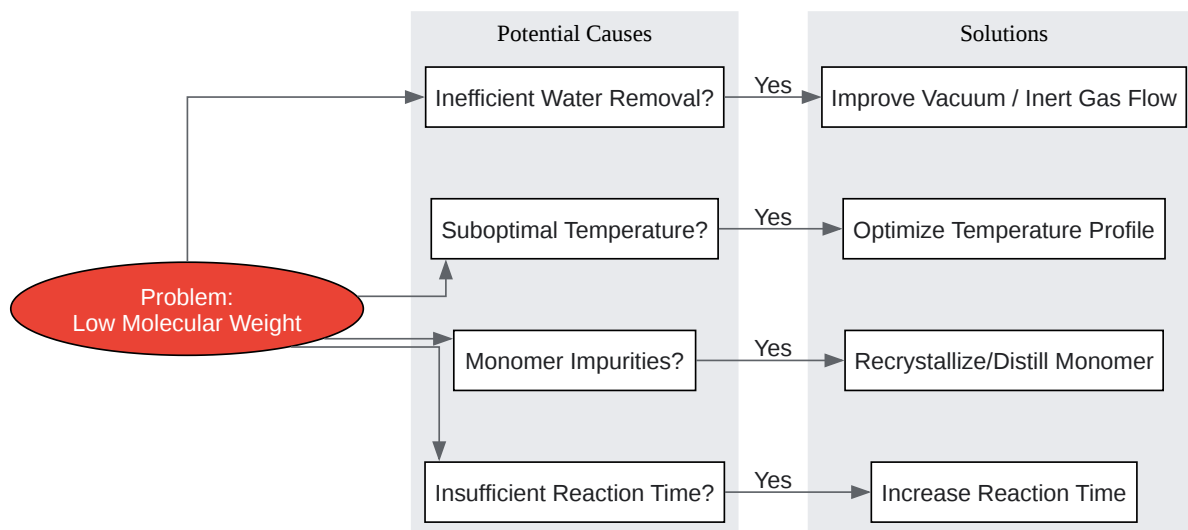 Potential Causes
Solutions
Inefficient Water Removal?
Yes
Improve Vacuum / Inert Gas Flow
Suboptimal Temperature?
Yes
Optimize Temperature Profile
Problem:
Low Molecular Weight
Monomer Impurities?
Yes
Recrystallize/Distill Monomer
Insufficient Reaction Time?
Yes
Increase Reaction Time